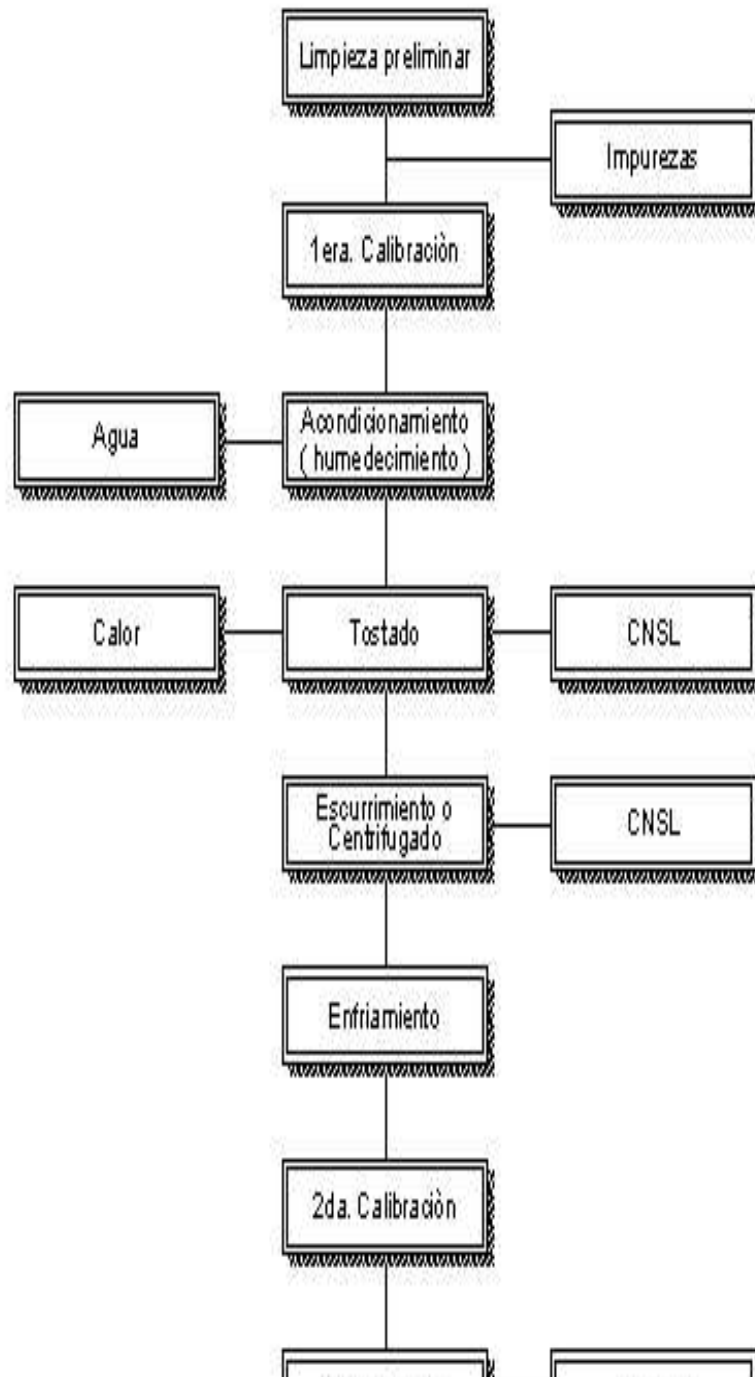 Limpieza preliminar
Impurezas
1era. Calibraciòn
Agua
Acondicionamiento
( humedecimiento )
Calor
Tostado
CNSL
Escurrimiento o
Centrifugado
CNSL
Enfriamiento
2da. Calibraciòn